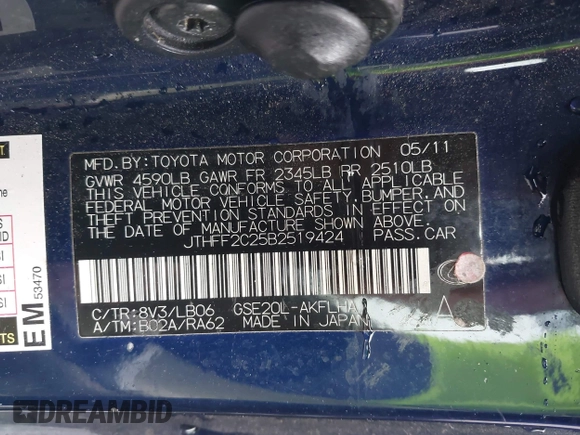 MFD.BY:TOYOTA MOTOR CORPORATION 05/11
GVWR 4590LB GAWR FR 2345LB RR 2510LB
THIS VEHICLE CONFORMS TO ALL APPLICABLE
FEDERAL MOTOR VEHICLE SAFETY,BUMPER,AND
THEFT PREVENTION STANDARDS IN EFFECT ON
THE DATE OF MANUFACTURE SHOWN ABOVE.
JTHFF2C25B2519424 PASS.CAR
C/TR:8V3/LB06 GSE20L-AKFLHA
A/TM:B02A/RA62 MADE IN JAPAN
A
EM 53470
DREAMBID